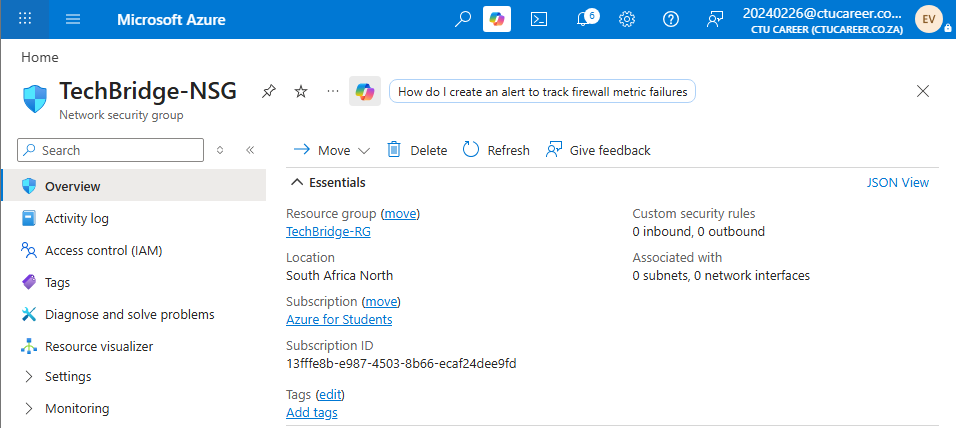 Microsoft Azure
6
20240226@ctucareer.co...
CTU CAREER (CTUCAREER.CO.ZA)
EV
Home
TechBridge-NSG
How do I create an alert to track firewall metric failures
Network security group
Search
Move
Delete
Refresh
Give feedback
Overview
Activity log
Access control (IAM)
Tags
Diagnose and solve problems
Resource visualizer
Settings
Monitoring
Essentials
JSON View
Resource group (move)
TechBridge-RG
Location
South Africa North
Subscription (move)
Azure for Students
Subscription ID
13fffe8b-e987-4503-8b66-ecaf24dee9fd
Tags (edit)
Add tags
Custom security rules
0 inbound, 0 outbound
Associated with
0 subnets, 0 network interfaces